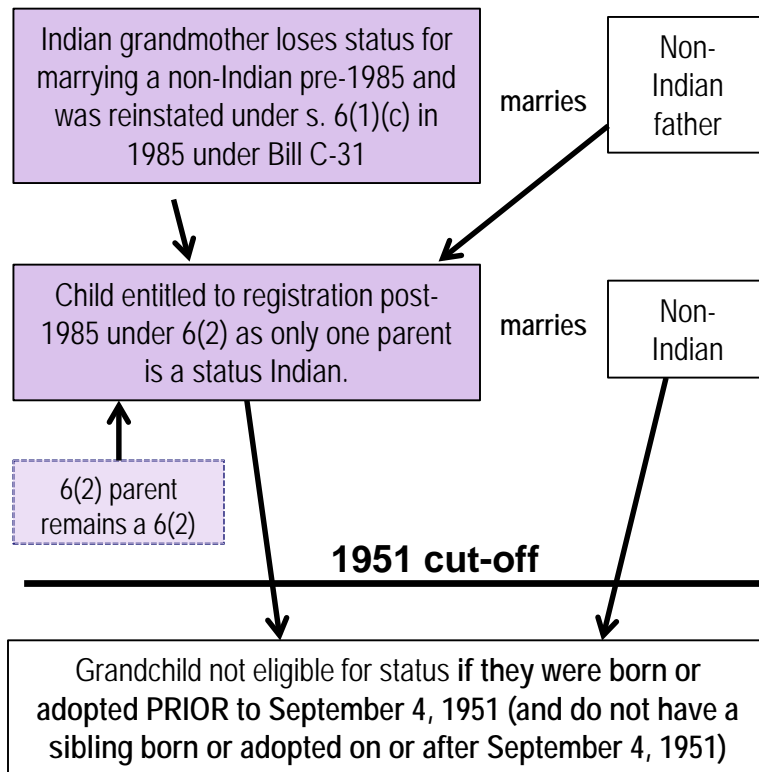 Indian grandmother loses status for
marrying a non-Indian pre-1985 and
was reinstated under s. 6(1)(c) in
1985 under Bill C-31
marries
Non-
Indian
father
Child entitled to registration post-
1985 under 6(2) as only one parent
is a status Indian.
marries
Non-
Indian
6(2) parent
remains a 6(2)
1951 cut-off
Grandchild not eligible for status if they were born or
adopted PRIOR to September 4, 1951 (and do not have a
sibling born or adopted on or after September 4, 1951)